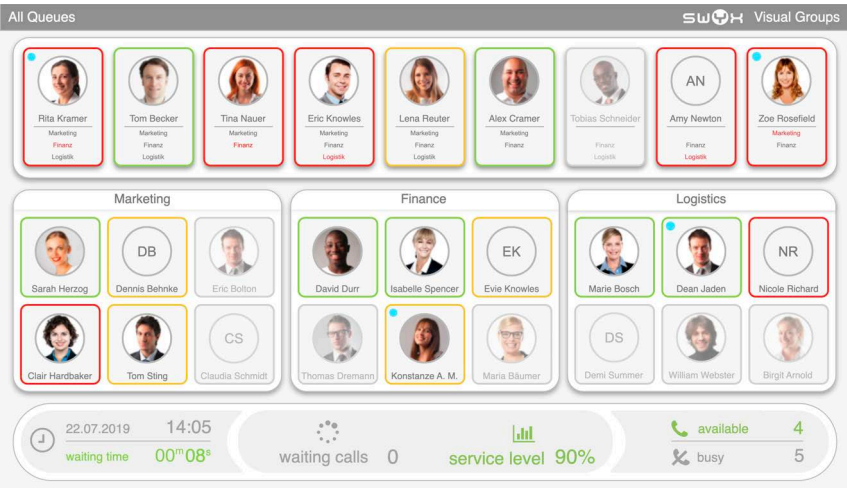 All Queues
swyx Visual Groups
AN
Rita Kramer
Tom Becker
Tina Nauer
Eric Knowles
Lena Reuter
Alex Cramer
Tobias Schneider
Amy Newton
Zoe Rosefield
Marketing
Marketing
Marketing
Marketing
Marketing
Marketing
Marketing
Finanz
Finanz
Finanz
Finanz
Finanz
Finanz
Finanz
Finanz
Finanz
Logistik
Logistik
Logistik
Logistik
Logistik
Logistik
Marketing
Finance
Logistics
DB
EK
NR
Sarah Herzog
Dennis Behnke
Eric Bolton
David Durr
Isabelle Spencer
Evie Knowles
Marie Bosch
Dean Jaden
Nicole Richard
CS
DS
Clair Hardbaker
Tom Sting
Claudia Schmidt
Thomas Dremann
Konstanze A. M.
Maria Bäumer
Demi Summer
William Webster
Birgit Arnold
22.07.2019 14:05
waiting time 00m08s
waiting calls 0
service level 90%
available 4
busy 5